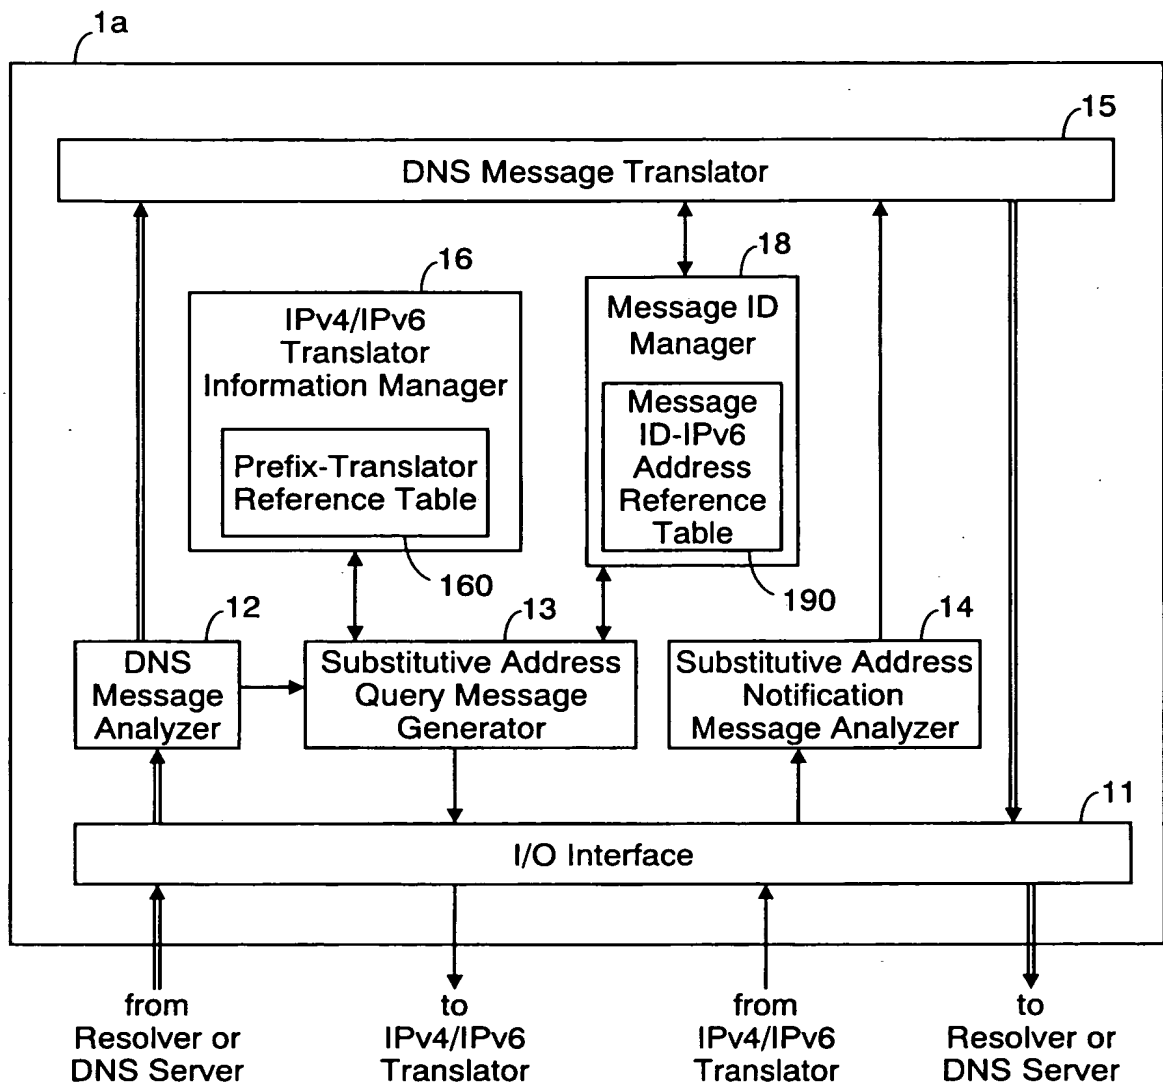 1a
15
DNS Message Translator
16
IPv4/IPv6
Translator
Information Manager
Prefix-Translator
Reference Table
160
18
Message ID
Manager
Message
ID-IPv6
Address
Reference
Table
190
12
DNS
Message
Analyzer
13
Substitutive Address
Query Message
Generator
14
Substitutive Address
Notification
Message Analyzer
11
I/O Interface
from
Resolver or
DNS Server
to
IPv4/IPv6
Translator
from
IPv4/IPv6
Translator
to
Resolver or
DNS Server